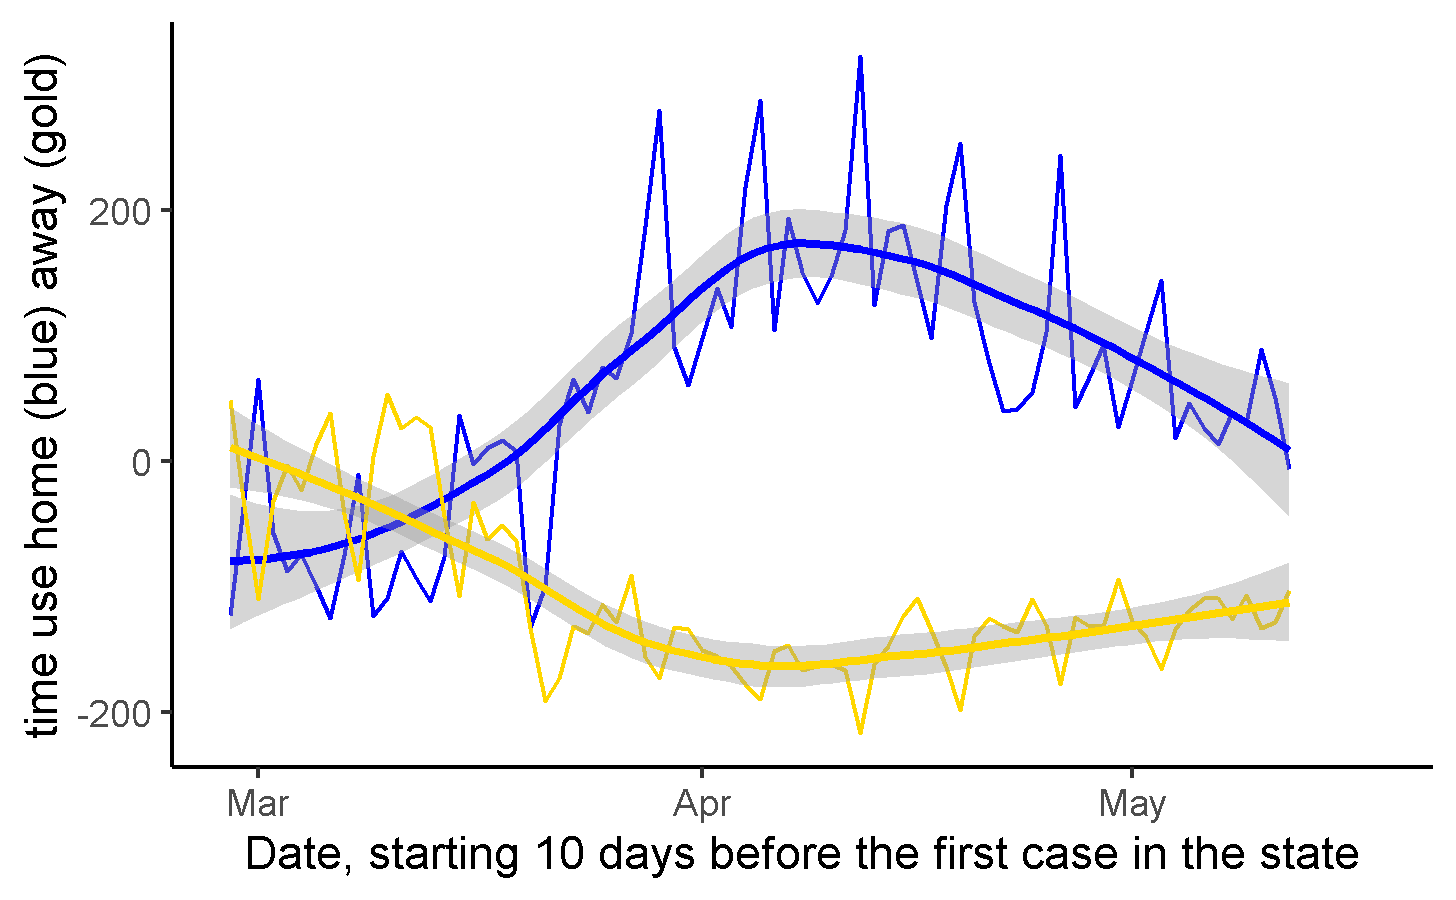 time use home (blue) away (gold)
200
0
-200
Mar
Apr
May
Date, starting 10 days before the first case in the state